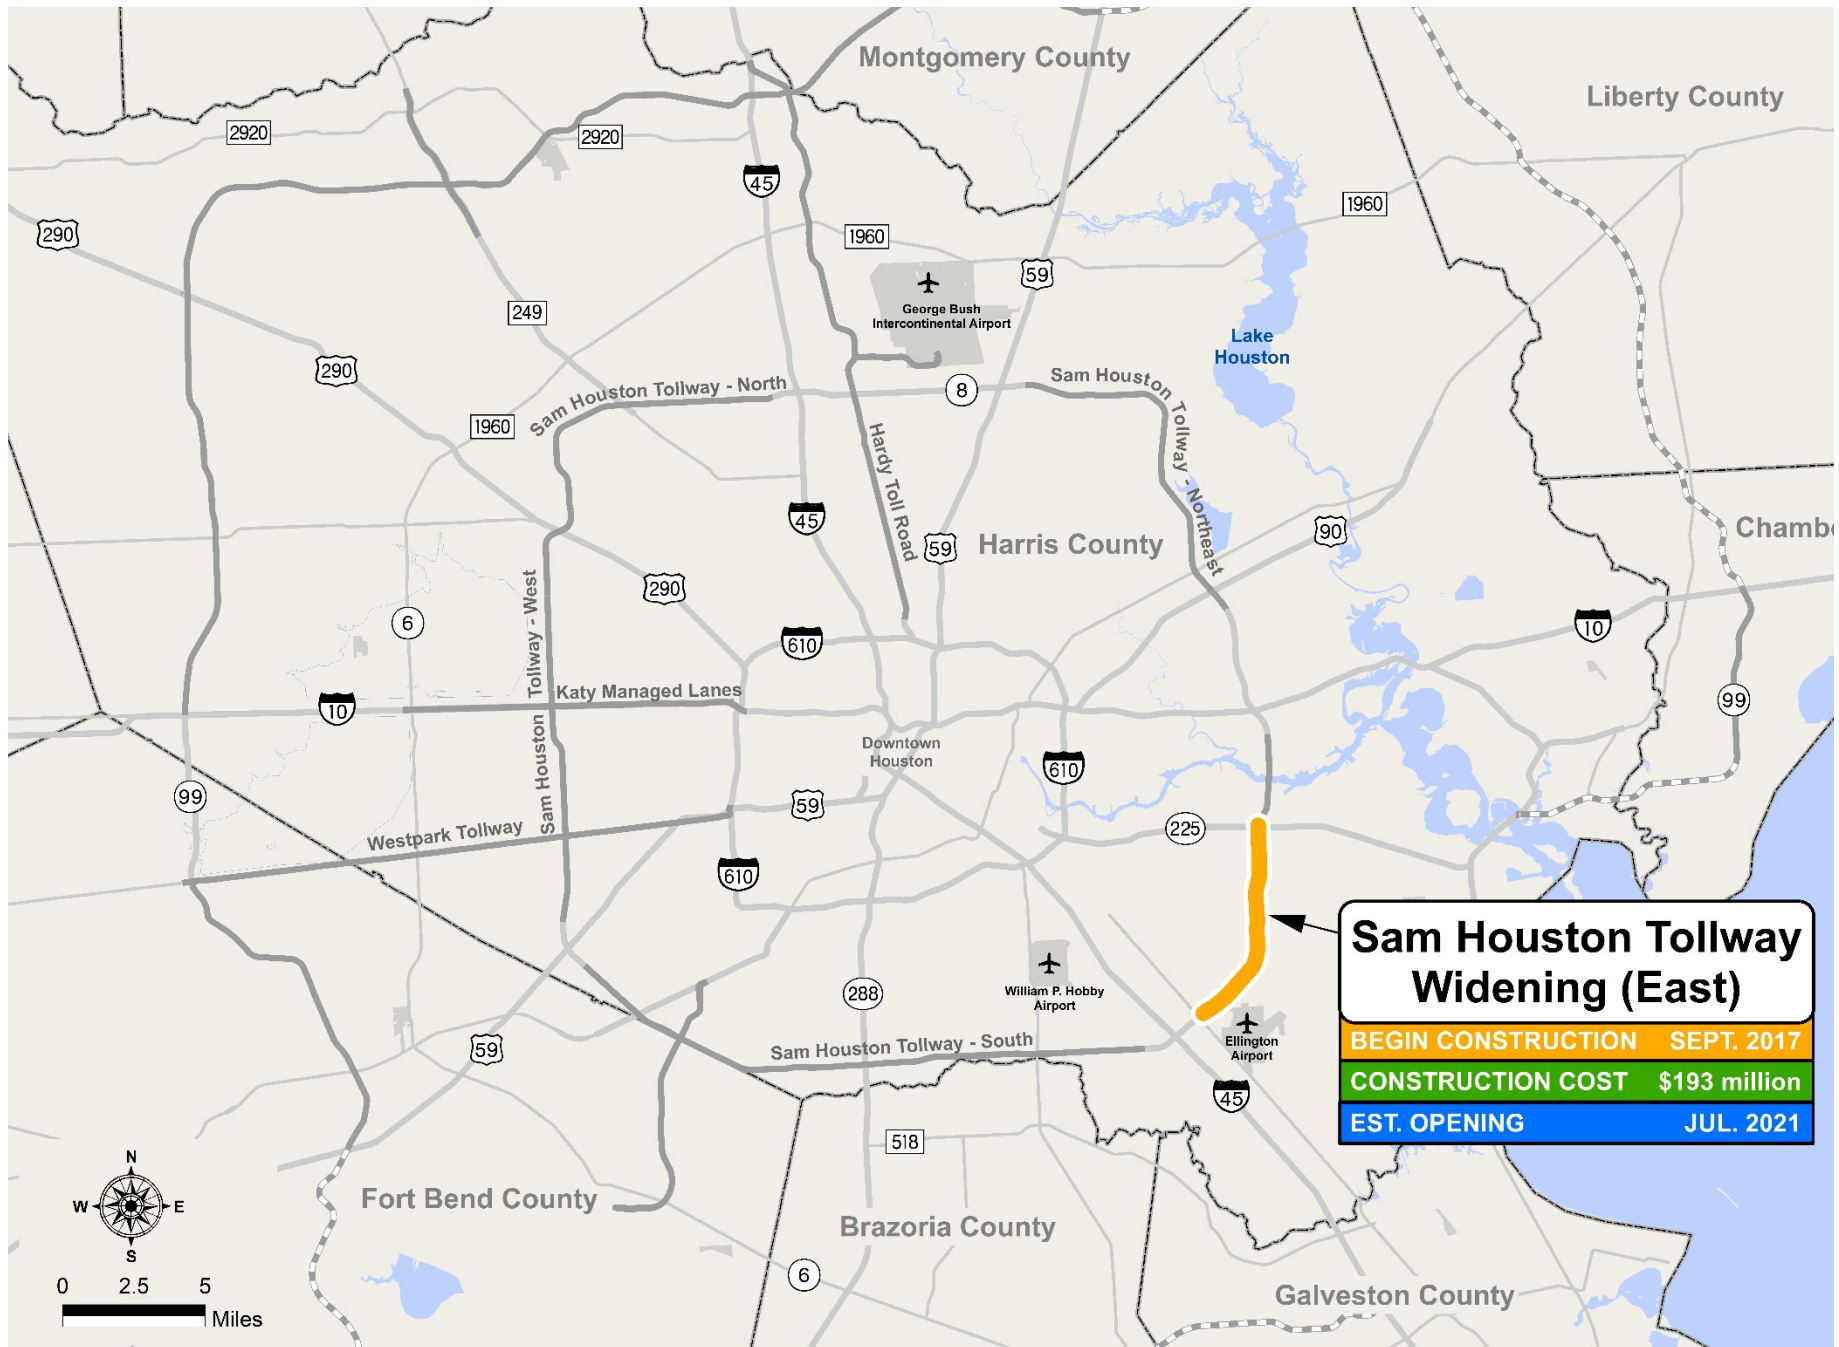 Montgomery County
Liberty County
2920
2920
45
1960
290
1960
59
George Bush
Intercontinental Airport
249
Lake
Houston
290
Sam Houston Tollway - North
8
Sam Houston Tollway - Northeast
1960
Hardy Toll Road
45
59
Harris County
90
Chambe
290
6
Sam Houston Tollway - West
610
10
Katy Managed Lanes
10
99
Downtown
Houston
610
99
59
Westpark Tollway
225
610
Sam Houston Tollway
Widening (East)
William P. Hobby
Airport
288
BEGIN CONSTRUCTION SEPT. 2017
59
Sam Houston Tollway - South
Ellington
Airport
CONSTRUCTION COST $193 million
45
EST. OPENING JUL. 2021
518
N
W E
S
Fort Bend County
Brazoria County
6
0 2.5 5
Miles
Galveston County